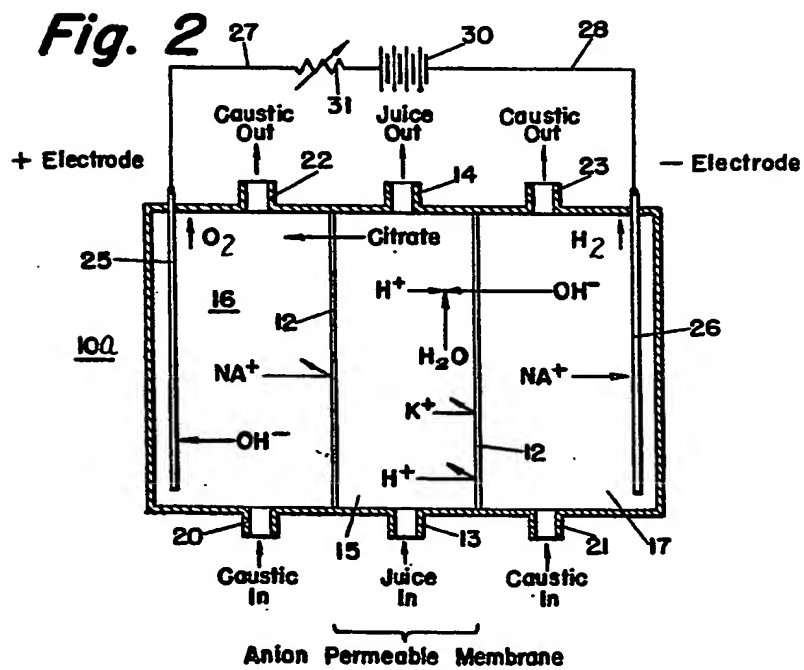 Fig. 2
27
30
28
31
Caustic Out
Juice Out
Caustic Out
+ Electrode
− Electrode
22
14
23
O2
Citrate
H2
25
16
H+
OH−
12
26
10a
H2O
NA+
NA+
K+
OH−
12
H+
20
15
13
21
17
Caustic In
Juice In
Caustic In
Anion Permeable Membrane